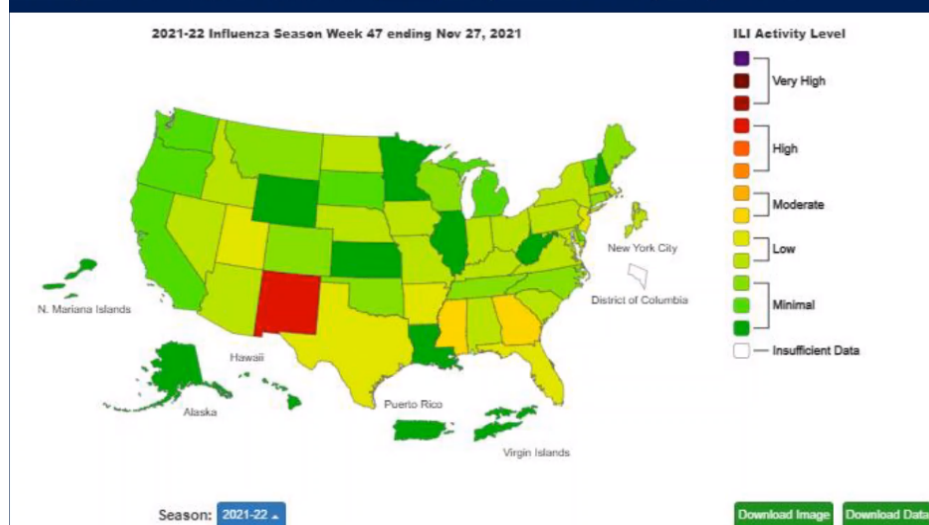 2021-22 Influenza Season Week 47 ending Nov 27, 2021
ILI Activity Level
Very High
High
Moderate
Low
Minimal
Insufficient Data
New York City
District of Columbia
N. Mariana Islands
Hawaii
Alaska
Puerto Rico
Virgin Islands
Season: 2021-22
Download Image
Download Data